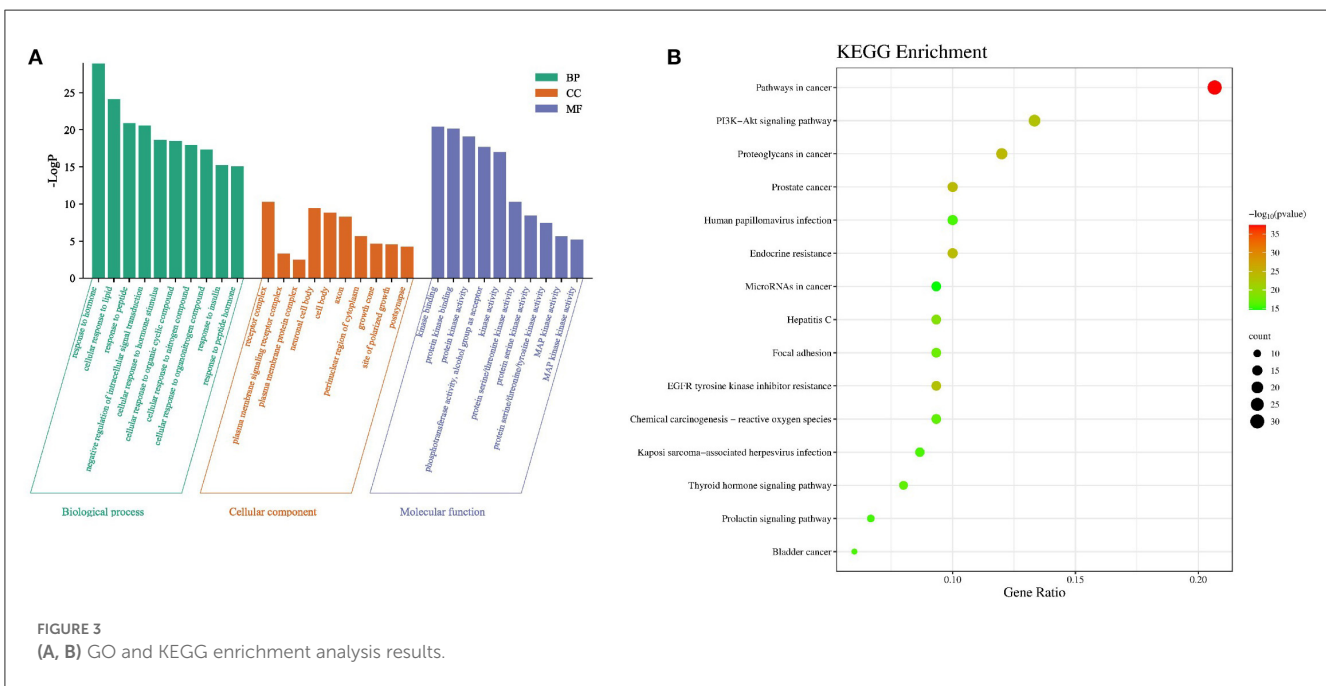 A
BP
CC
MF
-LogP
25
20
15
10
5
0
response to hormone
cellular response to lipid
response to peptide
negative regulation of intracellular signal transduction
cellular response to hormone stimulus
cellular response to organic cyclic compound
cellular response to nitrogen compound
cellular response to organonitrogen compound
response to insulin
response to peptide hormone
receptor complex
plasma membrane signaling receptor complex
plasma membrane protein complex
neuronal cell body
cell body
axon
perinuclear region of cytoplasm
growth cone
site of polarized growth
postsynapse
kinase binding
protein kinase binding
protein kinase activity
phosphotransferase activity, alcohol group as acceptor
kinase activity
protein serine/threonine kinase activity
protein serine kinase activity
protein serine/threonine/tyrosine kinase activity
MAP kinase activity
MAP kinase kinase activity
Biological process
Cellular component
Molecular function
B
KEGG Enrichment
Pathways in cancer
PI3K−Akt signaling pathway
Proteoglycans in cancer
Prostate cancer
Human papillomavirus infection
Endocrine resistance
MicroRNAs in cancer
Hepatitis C
Focal adhesion
EGFR tyrosine kinase inhibitor resistance
Chemical carcinogenesis − reactive oxygen species
Kaposi sarcoma−associated herpesvirus infection
Thyroid hormone signaling pathway
Prolactin signaling pathway
Bladder cancer
0.10
0.15
0.20
Gene Ratio
−log10(pvalue)
35
30
25
20
15
count
10
15
20
25
30
FIGURE 3
(A, B) GO and KEGG enrichment analysis results.